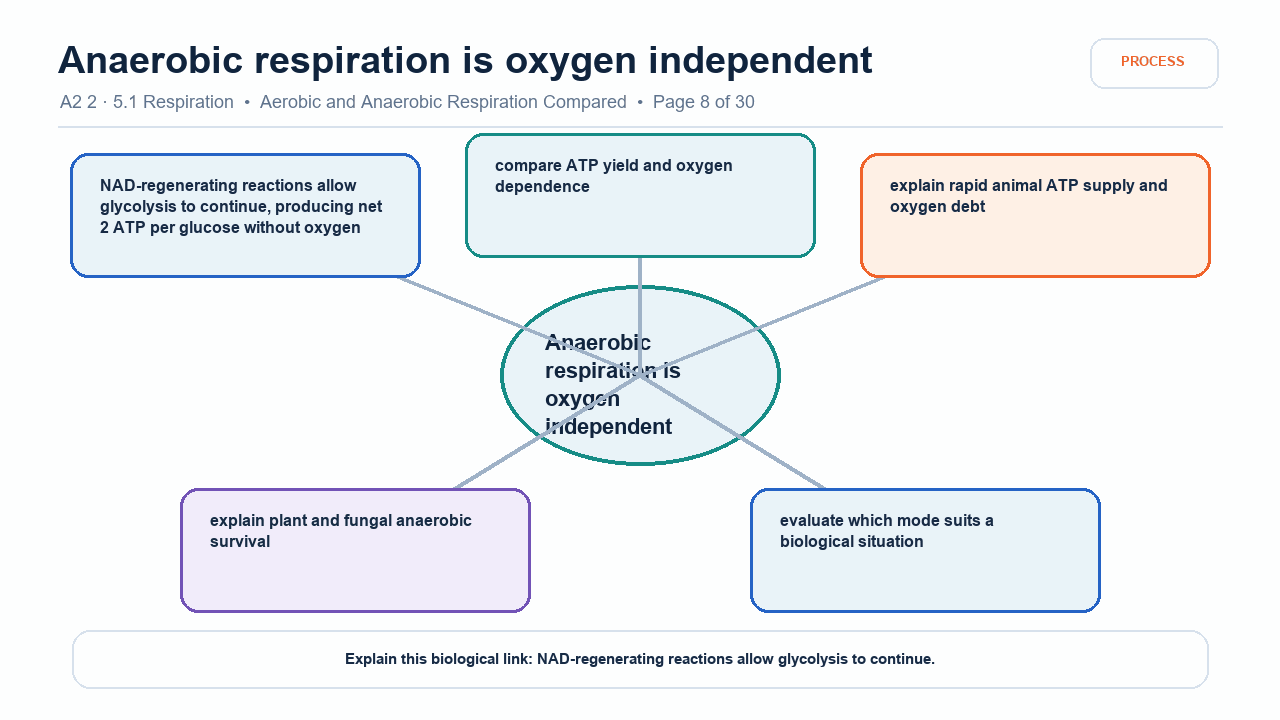 Anaerobic respiration is oxygen independent
PROCESS
A2 2 · 5.1 Respiration • Aerobic and Anaerobic Respiration Compared • Page 8 of 30
NAD-regenerating reactions allow
glycolysis to continue, producing net
2 ATP per glucose without oxygen
compare ATP yield and oxygen
dependence
explain rapid animal ATP supply and
oxygen debt
Anaerobic
respiration is
oxygen
independent
explain plant and fungal anaerobic
survival
evaluate which mode suits a
biological situation
Explain this biological link: NAD-regenerating reactions allow glycolysis to continue.